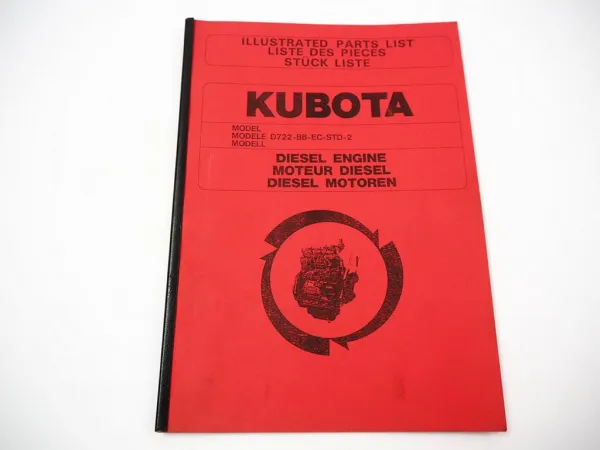 ILLUSTRATED PARTS LIST
LISTE DES PIECES
STÜCK LISTE
KUBOTA
MODEL
MODELE D722-BB-EC-STD-2
MODELL
DIESEL ENGINE
MOTEUR DIESEL
DIESEL MOTOREN